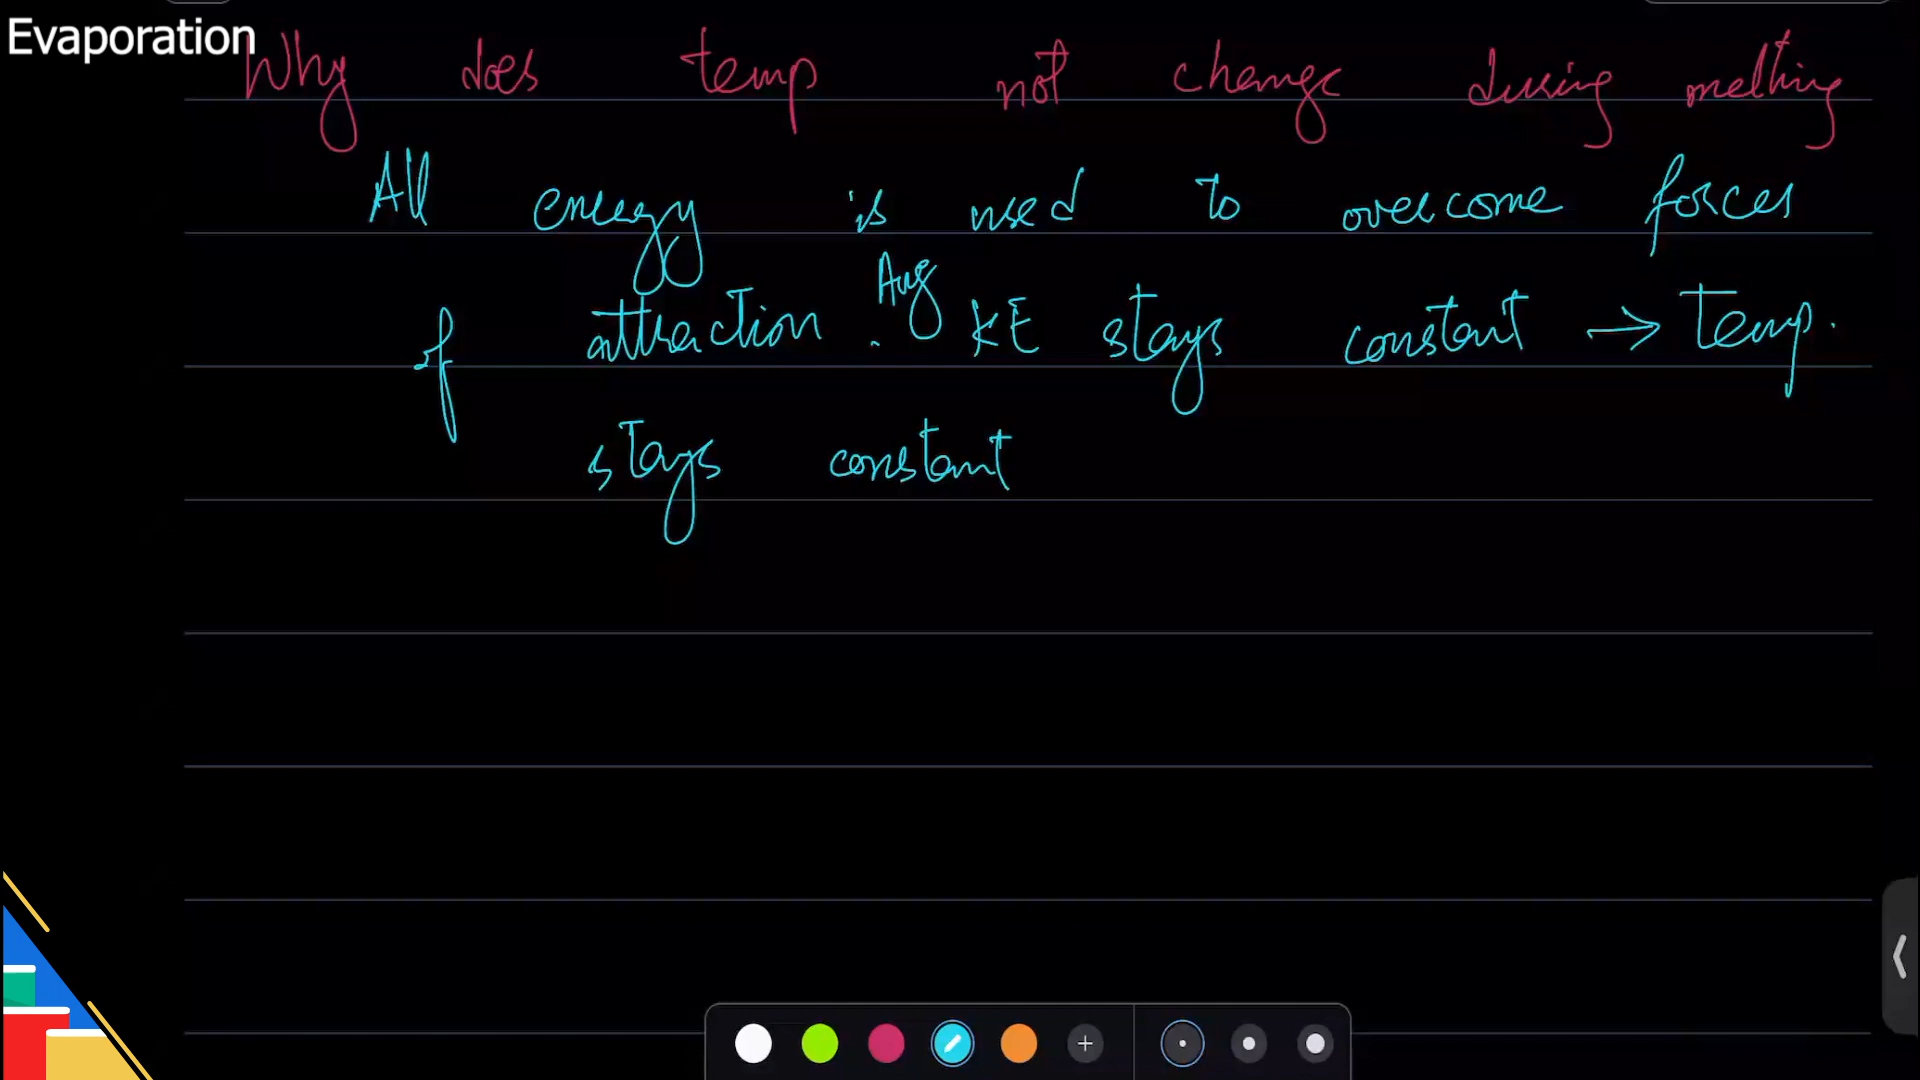 Evaporation
Why does temp not change during melting
All energy is used to overcome forces
of attraction. Avg KE stays constant → Temp.
stays constant